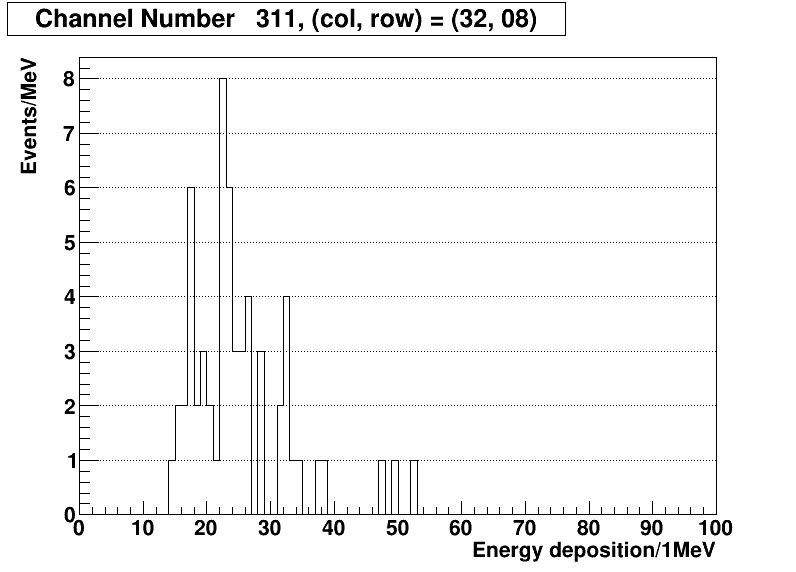 Channel Number 311, (col, row) = (32, 08)
Events/MeV
8
7
6
5
4
3
2
1
0
0 10 20 30 40 50 60 70 80 90 100
Energy deposition/1MeV